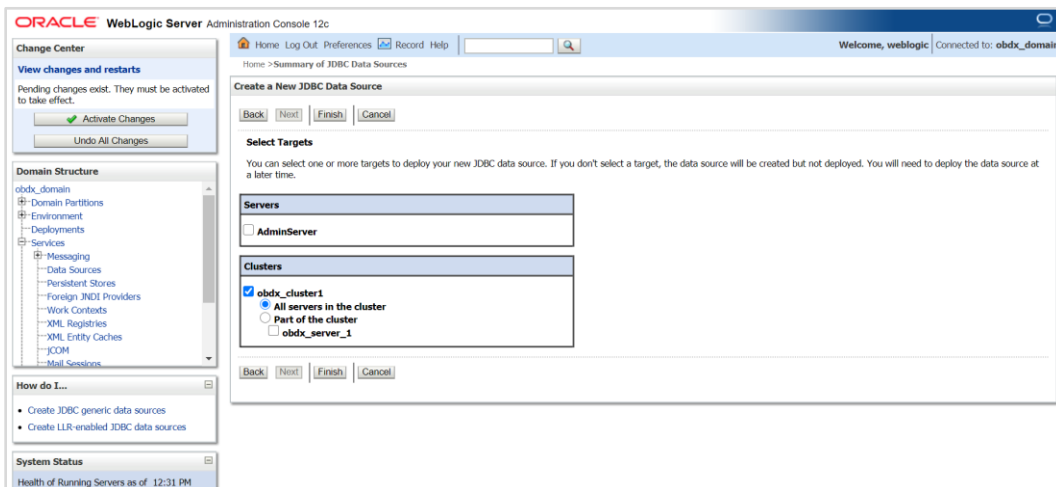 ORACLE WebLogic Server Administration Console 12c
Change Center
View changes and restarts
Pending changes exist. They must be activated
to take effect.
Activate Changes
Undo All Changes
Domain Structure
obdx_domain
Domain Partitions
Environment
Deployments
Services
Messaging
Data Sources
Persistent Stores
Foreign JNDI Providers
Work Contexts
XML Registries
XML Entity Caches
jCOM
Mail Sessions
How do I...
Create JDBC generic data sources
Create LLR-enabled JDBC data sources
System Status
Health of Running Servers as of 12:31 PM
Home Log Out Preferences Record Help
Welcome, weblogic Connected to: obdx_domain
Home >Summary of JDBC Data Sources
Create a New JDBC Data Source
Back Next Finish Cancel
Select Targets
You can select one or more targets to deploy your new JDBC data source. If you don't select a target, the data source will be created but not deployed. You will need to deploy the data source at
a later time.
Servers
AdminServer
Clusters
obdx_cluster1
All servers in the cluster
Part of the cluster
obdx_server_1
Back Next Finish Cancel